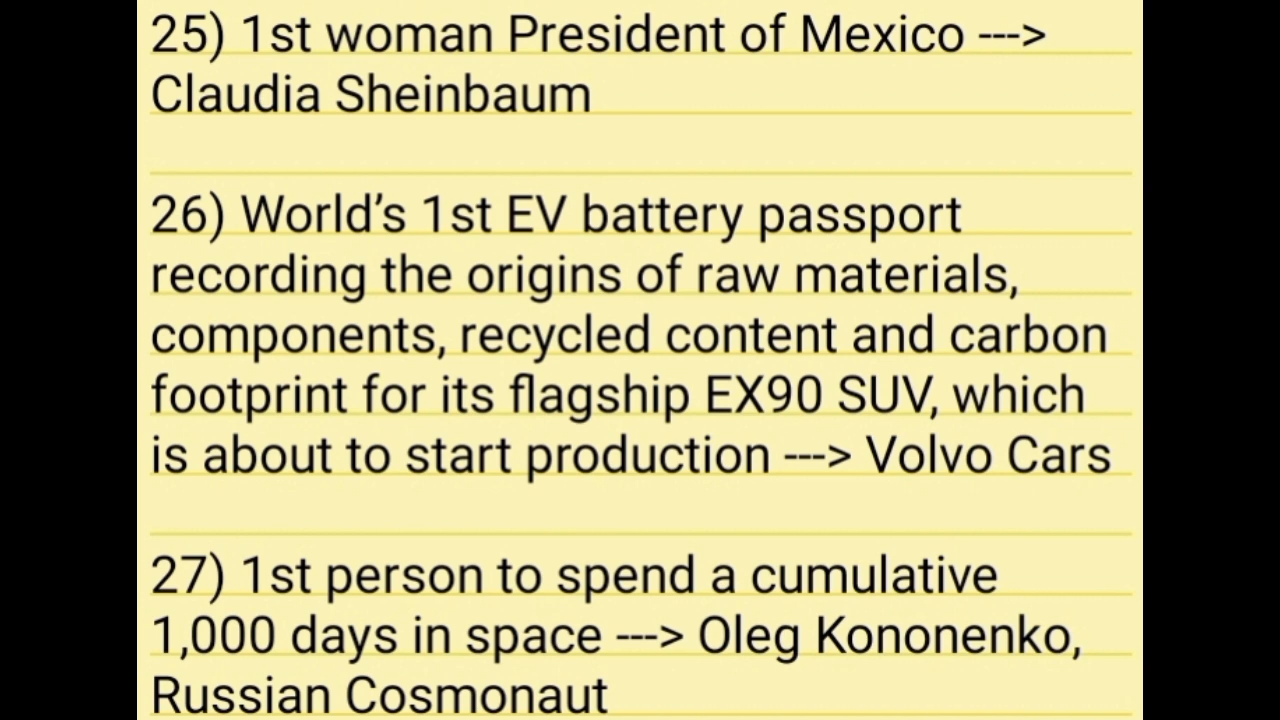 25) 1st woman President of Mexico --->
Claudia Sheinbaum
26) World’s 1st EV battery passport
recording the origins of raw materials,
components, recycled content and carbon
footprint for its flagship EX90 SUV, which
is about to start production ---> Volvo Cars
27) 1st person to spend a cumulative
1,000 days in space ---> Oleg Kononenko,
Russian Cosmonaut